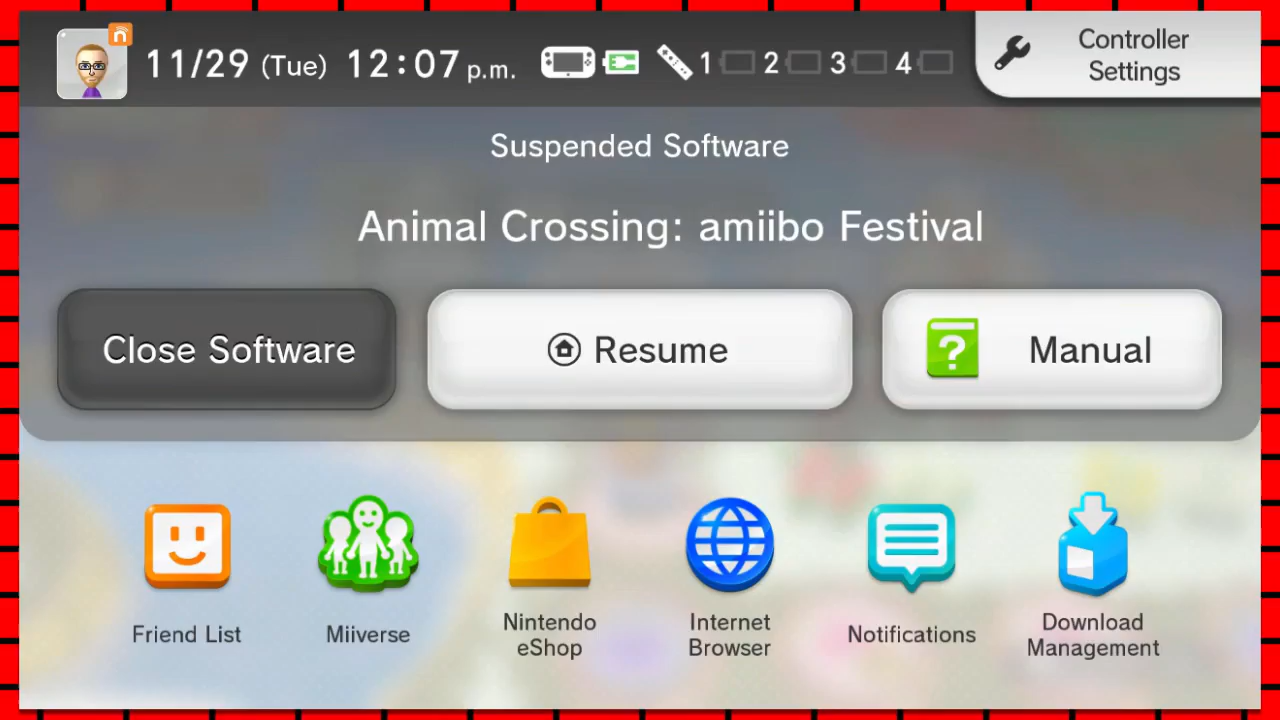 n
11/29 (Tue) 12:07 p.m.
1 2 3 4
Controller
Settings
Suspended Software
Animal Crossing: amiibo Festival
Close Software
Resume
? Manual
Friend List
Miiverse
Nintendo
eShop
Internet
Browser
Notifications
Download
Management